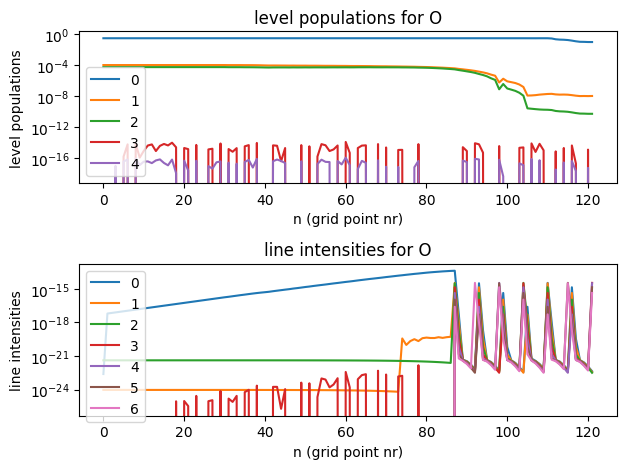 level populations for O
level populations
10^0
10^-4
10^-8
10^-12
10^-16
0
1
2
3
4
0 20 40 60 80 100 120
n (grid point nr)
line intensities for O
line intensities
10^-15
10^-18
10^-21
10^-24
0
1
2
3
4
5
6
0 20 40 60 80 100 120
n (grid point nr)